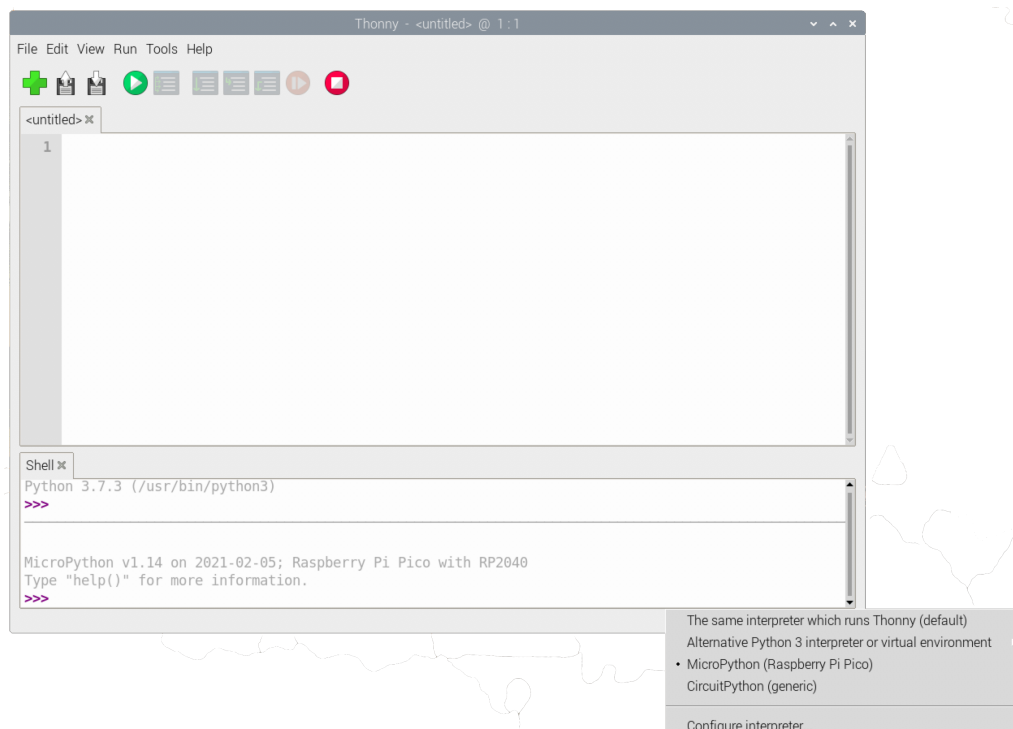 Thonny - <untitled> @ 1:1
File Edit View Run Tools Help
<untitled>
1
Shell
Python 3.7.3 (/usr/bin/python3)
>>>
MicroPython v1.14 on 2021-02-05; Raspberry Pi Pico with RP2040
Type "help()" for more information.
>>>
The same interpreter which runs Thonny (default)
Alternative Python 3 interpreter or virtual environment
• MicroPython (Raspberry Pi Pico)
CircuitPython (generic)
Configure interpreter